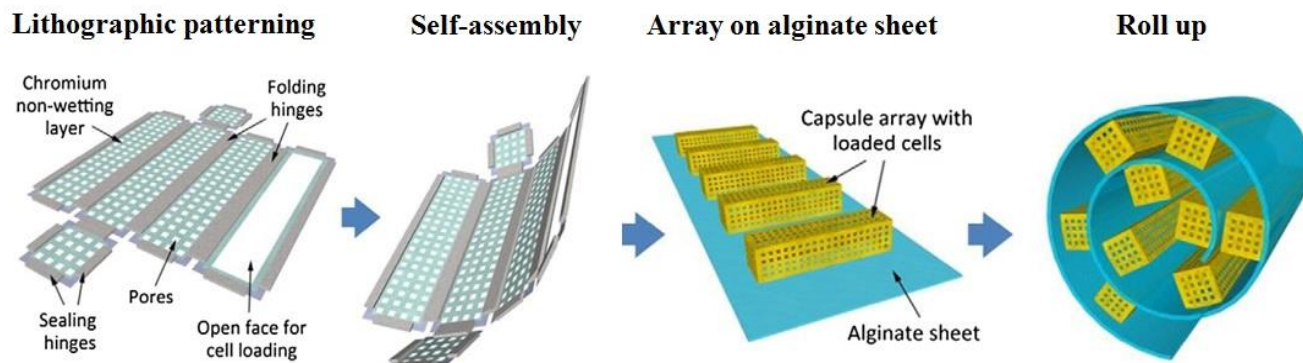 Lithographic patterning
Self-assembly
Array on alginate sheet
Roll up
Chromium
non-wetting
layer
Folding
hinges
Sealing
hinges
Pores
Open face for
cell loading
Capsule array with
loaded cells
Alginate sheet